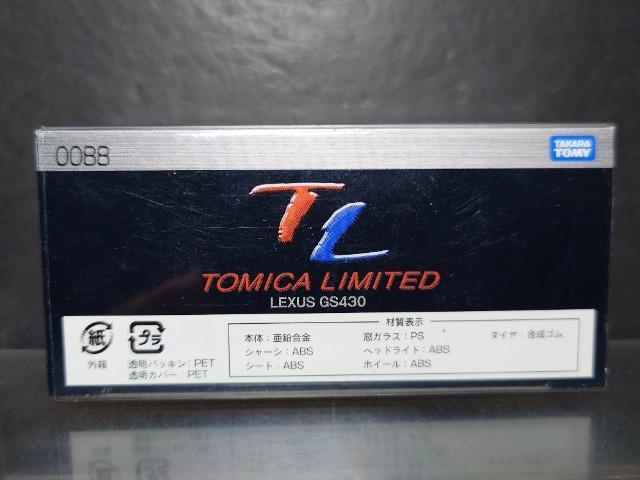 0088
TAKARA
TOMY
TL
TOMICA LIMITED
LEXUS GS430
紙
外箱
プラ
透明パッキン:PET
透明カバー:PET
材質表示
本体:亜鉛合金
シャーシ:ABS
シート:ABS
窓ガラス:PS
ヘッドライト:ABS
ホイール:ABS
タイヤ:合成ゴム